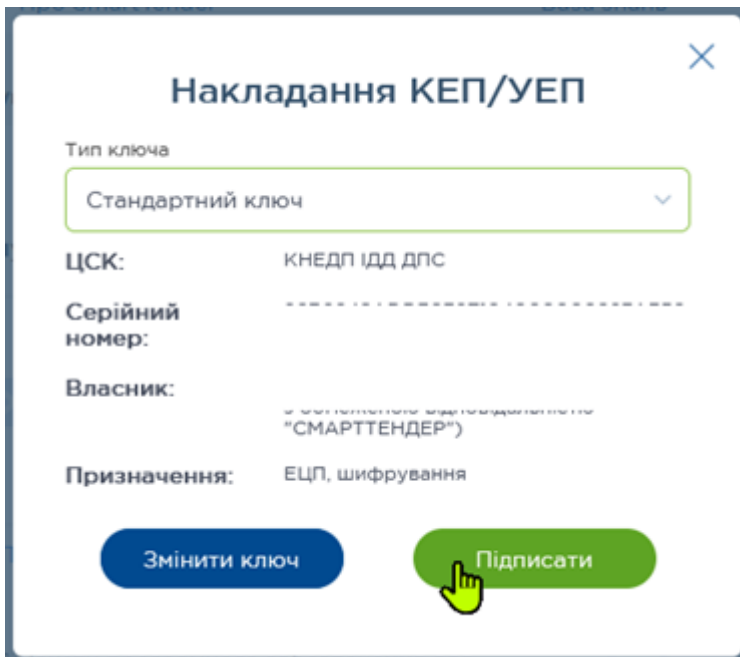 Накладання КЕП/УЕП
Тип ключа
Стандартний ключ
ЦСК:
КНЕДП ІДД ДПС
Серійний
номер:
Власник:
"СМАРТТЕНДЕР")
Призначення:
ЕЦП, шифрування
Змінити ключ
Підписати